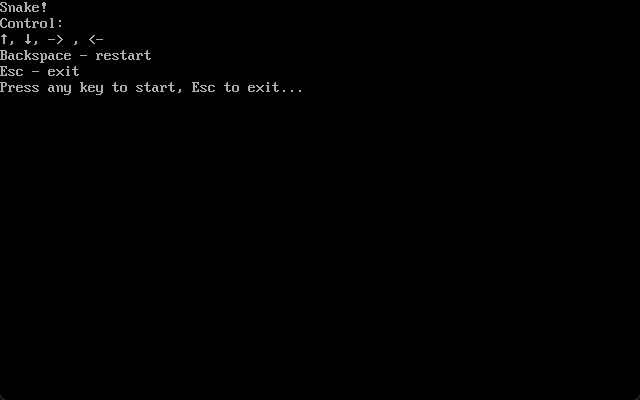 Snake!
Control:
↑, ↓, -> , <-
Backspace - restart
Esc - exit
Press any key to start, Esc to exit...